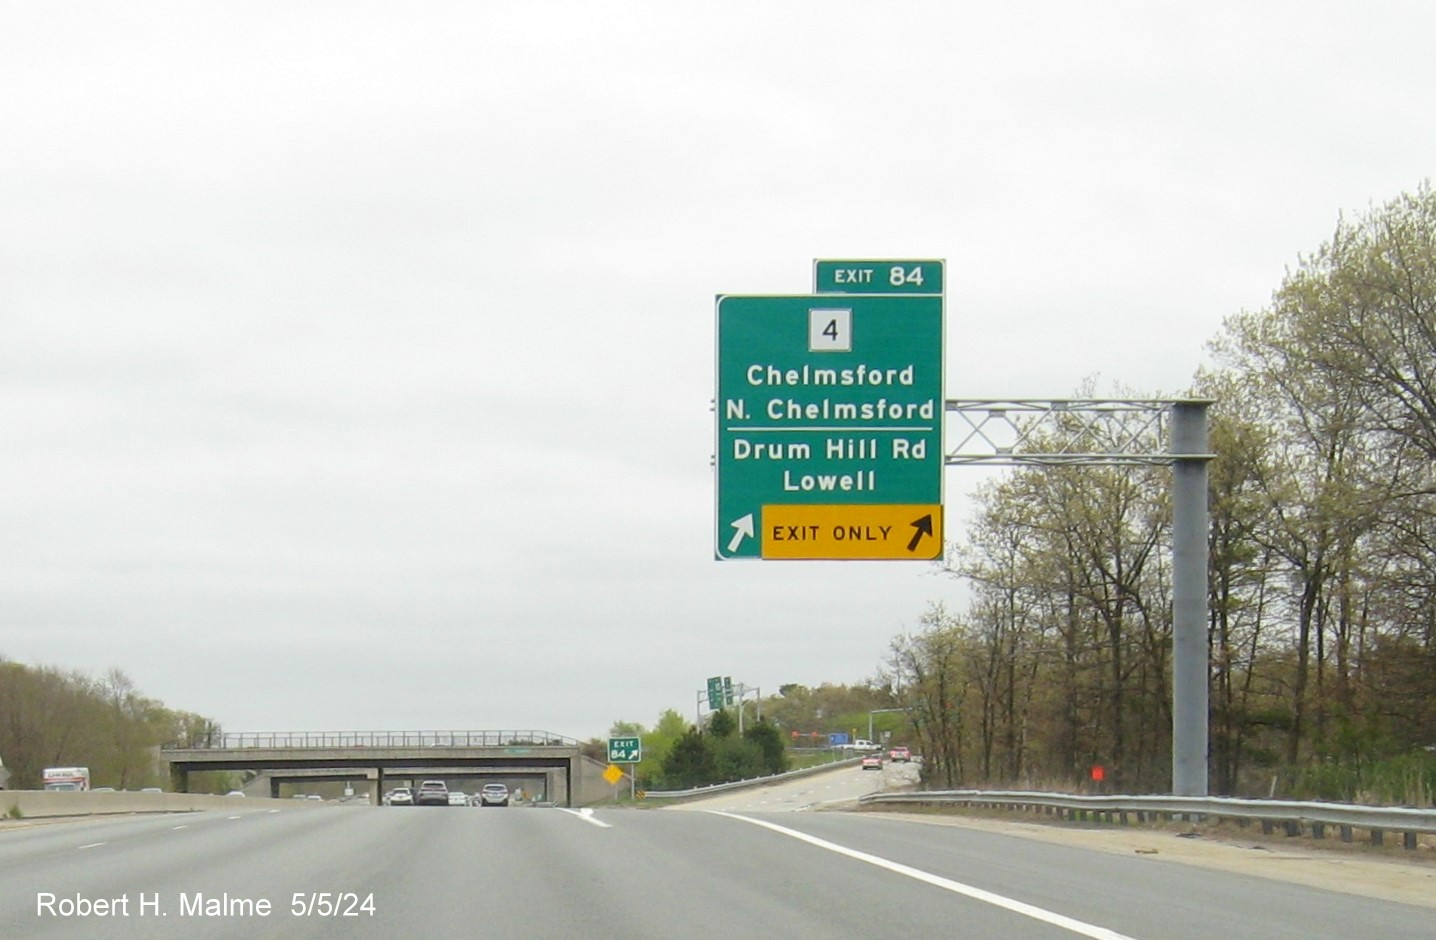 EXIT 84
4
Chelmsford
N. Chelmsford
Drum Hill Rd
Lowell
EXIT ONLY
EXIT
84
Robert H. Malme 5/5/24